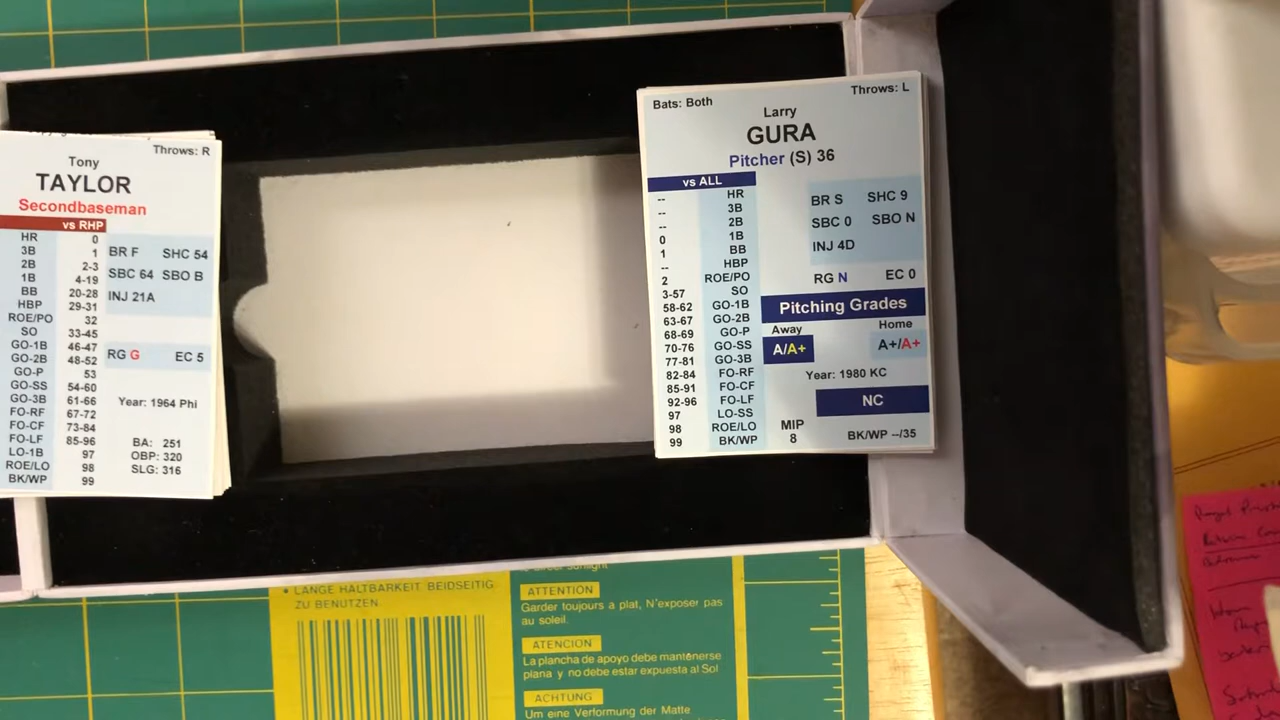 Throws: R
Tony
TAYLOR
Secondbaseman
vs RHP
HR 0
3B 1
2B 2-3
1B 4-19
BB 20-28
HBP 29-31
ROE/PO 32
SO 33-45
GO-1B 46-47
GO-2B 48-52
GO-P 53
GO-SS 54-60
GO-3B 61-66
FO-RF 67-72
FO-CF 73-84
FO-LF 85-96
LO-1B 97
ROE/LO 98
BK/WP 99
BR F SHC 54
SBC 64 SBO B
INJ 21A
RG G EC 5
Year: 1964 Phi
BA: 251
OBP: 320
SLG: 316
Bats: Both Throws: L
Larry
GURA
Pitcher (S) 36
vs ALL
-- HR
-- 3B
-- 2B
0 1B
1 BB
-- HBP
2 ROE/PO
3-57 SO
58-62 GO-1B
63-67 GO-2B
68-69 GO-P
70-76 GO-SS
77-81 GO-3B
82-84 FO-RF
85-91 FO-CF
92-96 FO-LF
97 LO-SS
98 ROE/LO
99 BK/WP
BR S SHC 9
SBC 0 SBO N
INJ 4D
RG N EC 0
Pitching Grades
Away Home
A/A+ A+/A+
Year: 1980 KC
NC
MIP
8
BK/WP --/35
• LANGE HALTBARKEIT BEIDSEITIG
ZU BENUTZEN
ATTENTION
Garder toujours a plat, N'exposer pas
au soleil.
ATENCION
La plancha de apoyo debe mantenerse
plana y no debe estar expuesta al Sol
ACHTUNG
Um eine Verformung der Matte